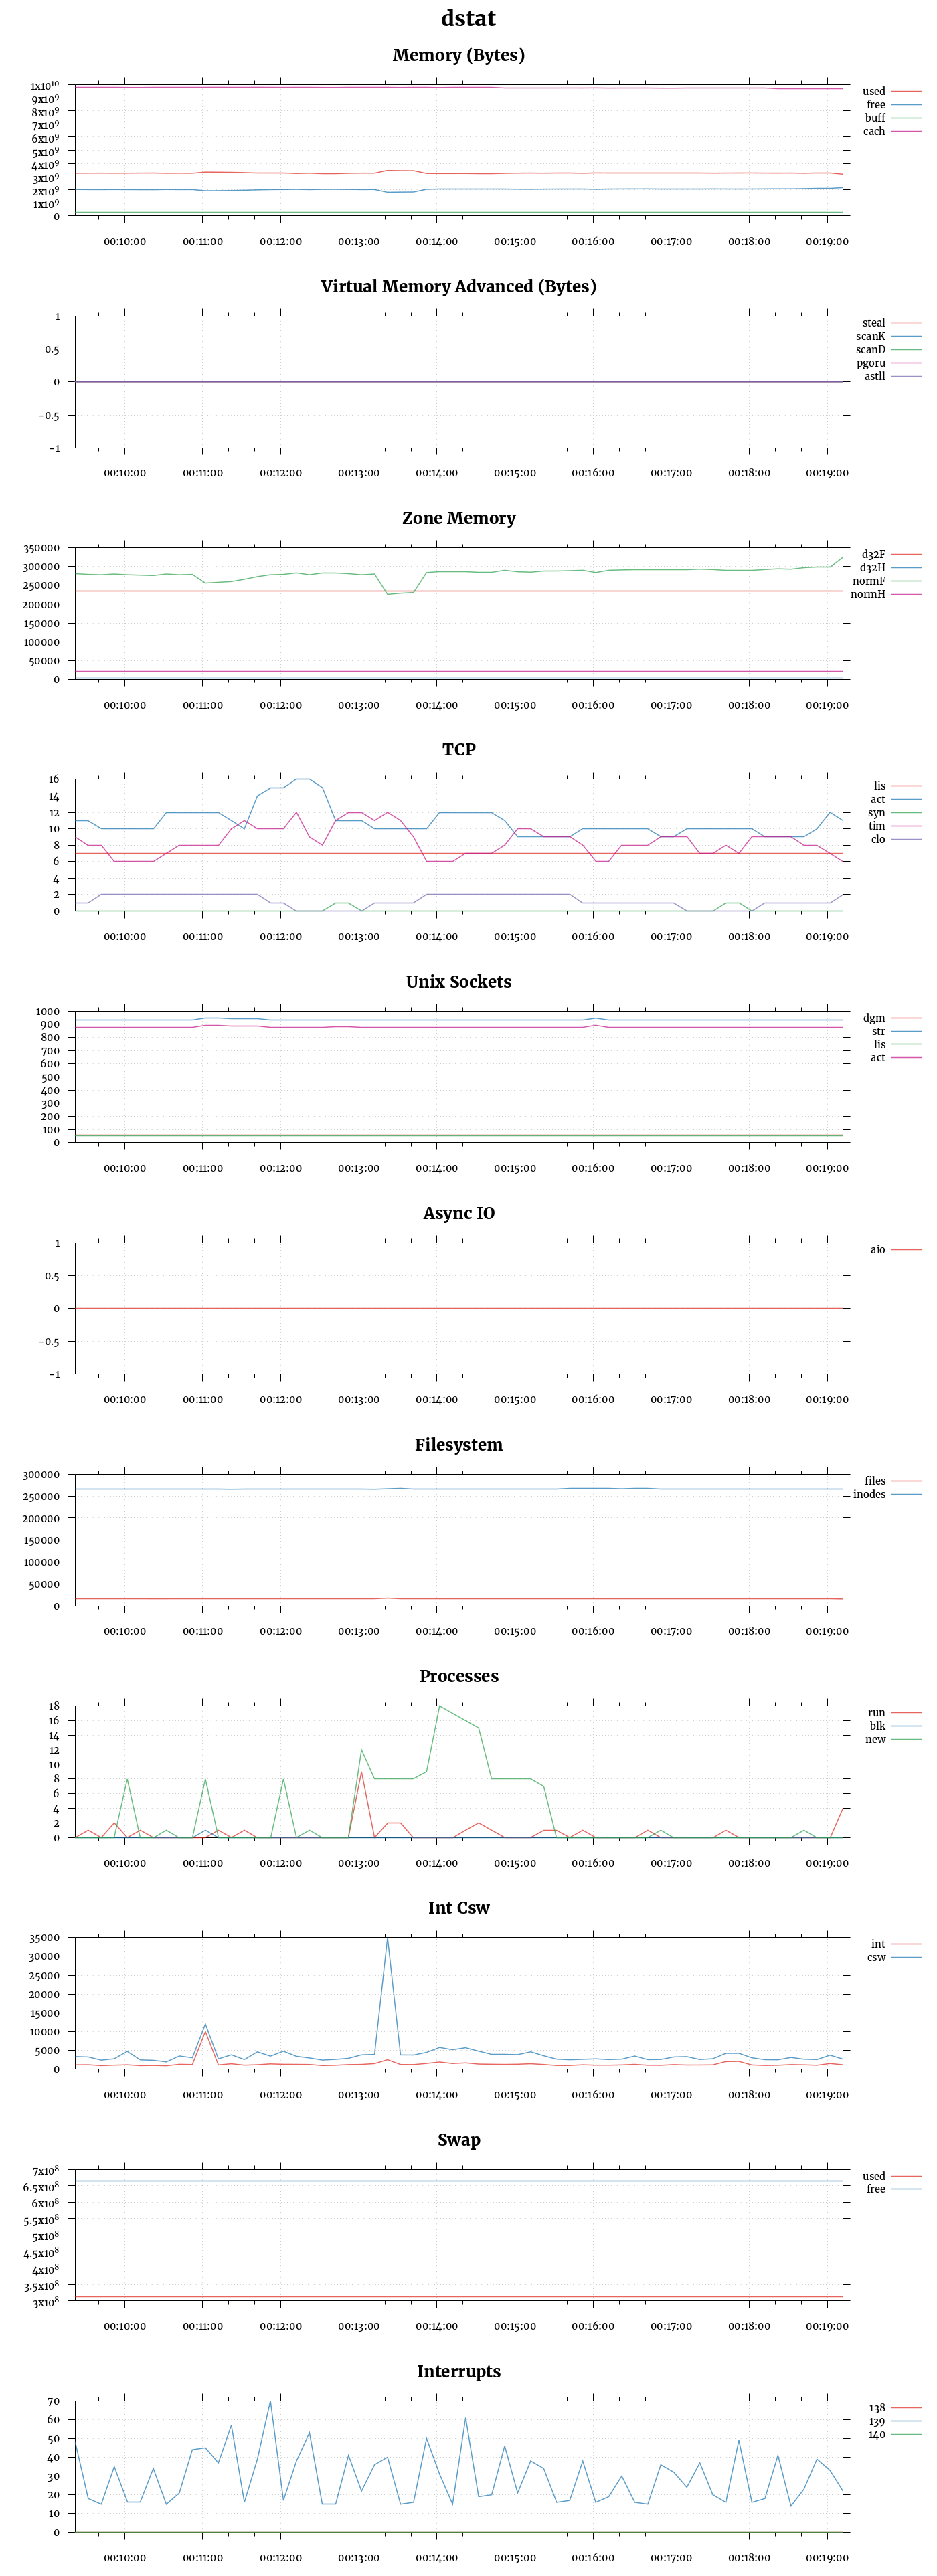 dstat
Memory (Bytes)
1x10¹⁰
9x10⁹
8x10⁹
7x10⁹
6x10⁹
5x10⁹
4x10⁹
3x10⁹
2x10⁹
1x10⁹
0
00:10:00 00:11:00 00:12:00 00:13:00 00:14:00 00:15:00 00:16:00 00:17:00 00:18:00 00:19:00
used
free
buff
cach
Virtual Memory Advanced (Bytes)
1
0.5
0
-0.5
-1
00:10:00 00:11:00 00:12:00 00:13:00 00:14:00 00:15:00 00:16:00 00:17:00 00:18:00 00:19:00
steal
scanK
scanD
pgoru
astll
Zone Memory
350000
300000
250000
200000
150000
100000
50000
0
00:10:00 00:11:00 00:12:00 00:13:00 00:14:00 00:15:00 00:16:00 00:17:00 00:18:00 00:19:00
d32F
d32H
normF
normH
TCP
16
14
12
10
8
6
4
2
0
00:10:00 00:11:00 00:12:00 00:13:00 00:14:00 00:15:00 00:16:00 00:17:00 00:18:00 00:19:00
lis
act
syn
tim
clo
Unix Sockets
1000
900
800
700
600
500
400
300
200
100
0
00:10:00 00:11:00 00:12:00 00:13:00 00:14:00 00:15:00 00:16:00 00:17:00 00:18:00 00:19:00
dgm
str
lis
act
Async IO
1
0.5
0
-0.5
-1
00:10:00 00:11:00 00:12:00 00:13:00 00:14:00 00:15:00 00:16:00 00:17:00 00:18:00 00:19:00
aio
Filesystem
300000
250000
200000
150000
100000
50000
0
00:10:00 00:11:00 00:12:00 00:13:00 00:14:00 00:15:00 00:16:00 00:17:00 00:18:00 00:19:00
files
inodes
Processes
18
16
14
12
10
8
6
4
2
0
00:10:00 00:11:00 00:12:00 00:13:00 00:14:00 00:15:00 00:16:00 00:17:00 00:18:00 00:19:00
run
blk
new
Int Csw
35000
30000
25000
20000
15000
10000
5000
0
00:10:00 00:11:00 00:12:00 00:13:00 00:14:00 00:15:00 00:16:00 00:17:00 00:18:00 00:19:00
int
csw
Swap
7x10⁸
6.5x10⁸
6x10⁸
5.5x10⁸
5x10⁸
4.5x10⁸
4x10⁸
3.5x10⁸
3x10⁸
00:10:00 00:11:00 00:12:00 00:13:00 00:14:00 00:15:00 00:16:00 00:17:00 00:18:00 00:19:00
used
free
Interrupts
70
60
50
40
30
20
10
0
00:10:00 00:11:00 00:12:00 00:13:00 00:14:00 00:15:00 00:16:00 00:17:00 00:18:00 00:19:00
138
139
140